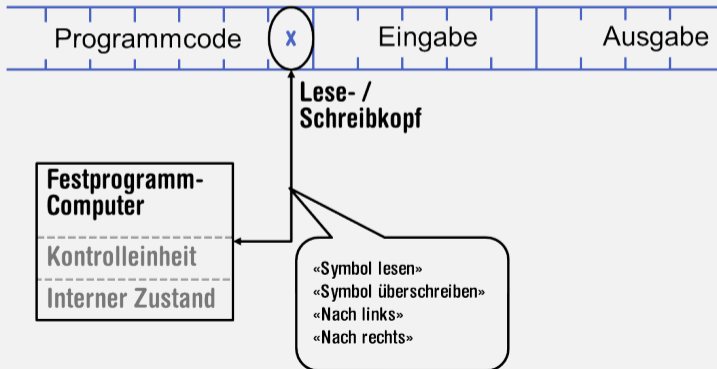 Programmcode x Eingabe Ausgabe
Lese- /
Schreibkopf
Festprogramm-
Computer
Kontrolleinheit
Interner Zustand
«Symbol lesen»
«Symbol überschreiben»
«Nach links»
«Nach rechts»